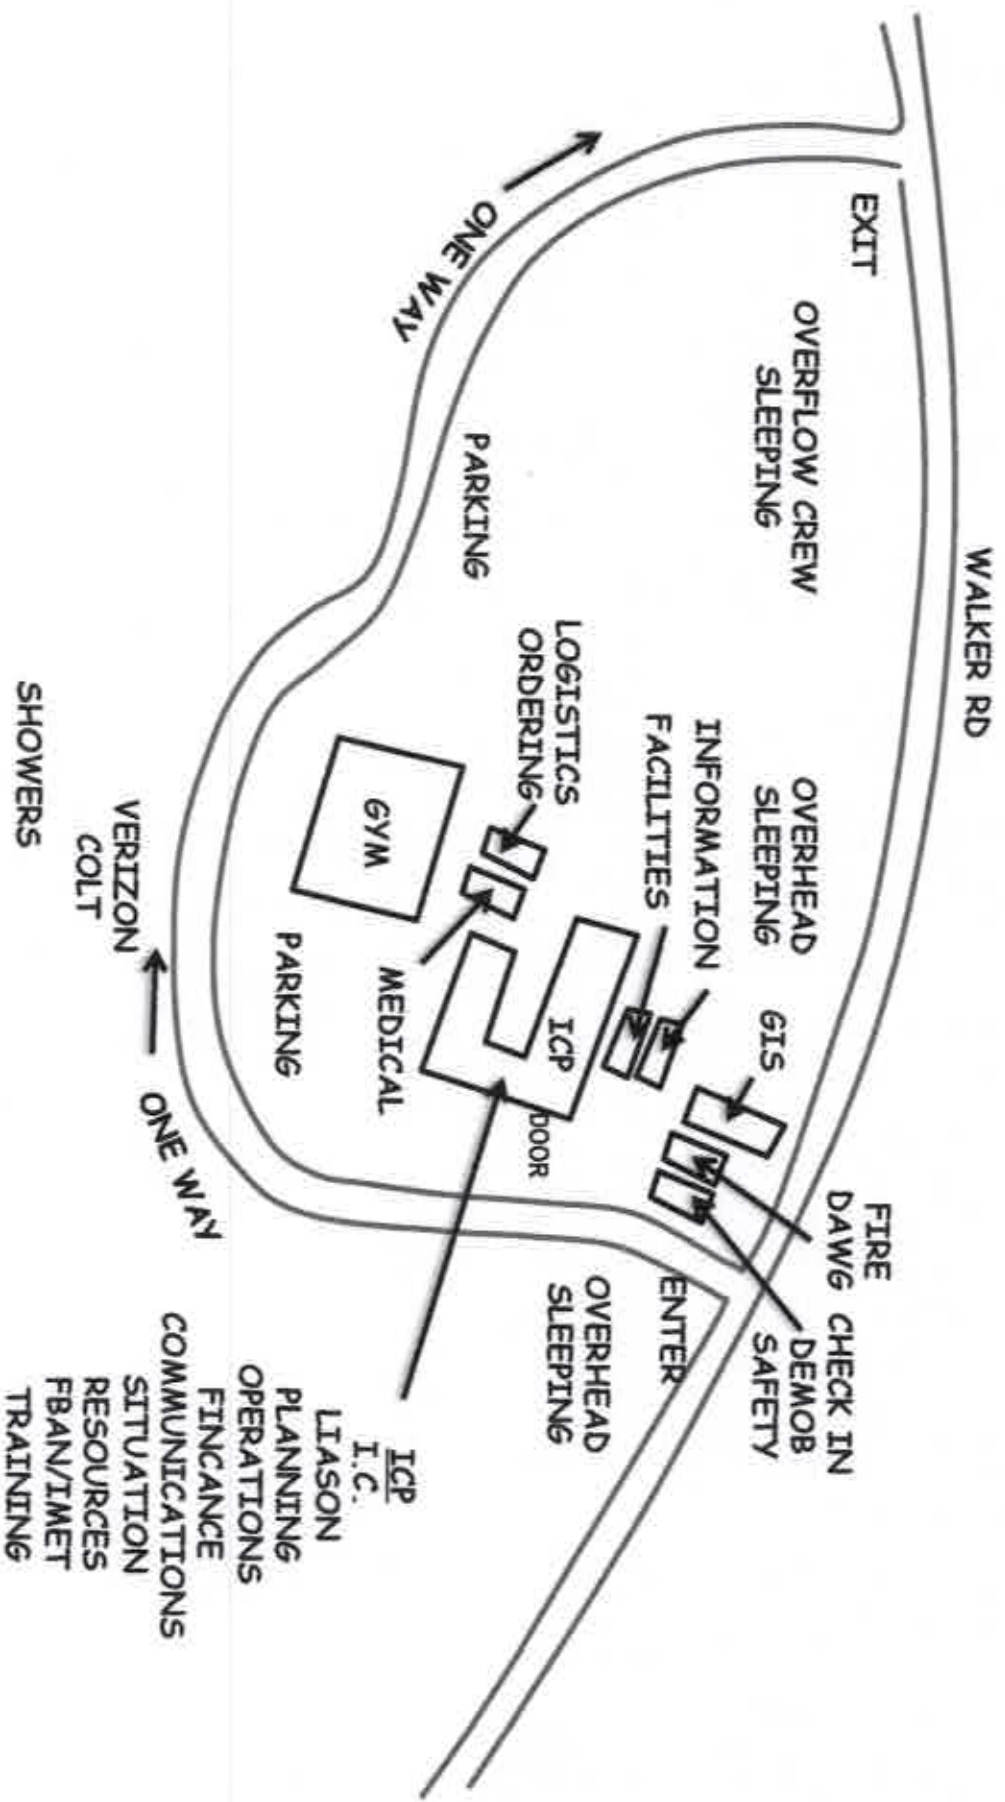 WALKER RD
EXIT
OVERFLOW CREW
SLEEPING
OVERHEAD
SLEEPING
GIS
FIRE
DAWG
CHECK IN
DEMOB
SAFETY
INFORMATION
FACILITIES
LOGISTICS
ORDERING
PARKING
ONE WAY
GYM
MEDICAL
ICP
DOOR
ENTER
OVERHEAD
SLEEPING
PARKING
VERIZON
COLT
SHOWERS
ONE WAY
ICP
I.C.
LIASON
PLANNING
OPERATIONS
FINCANCE
COMMUNICATIONS
SITUATION
RESOURCES
FBAN/IMET
TRAINING